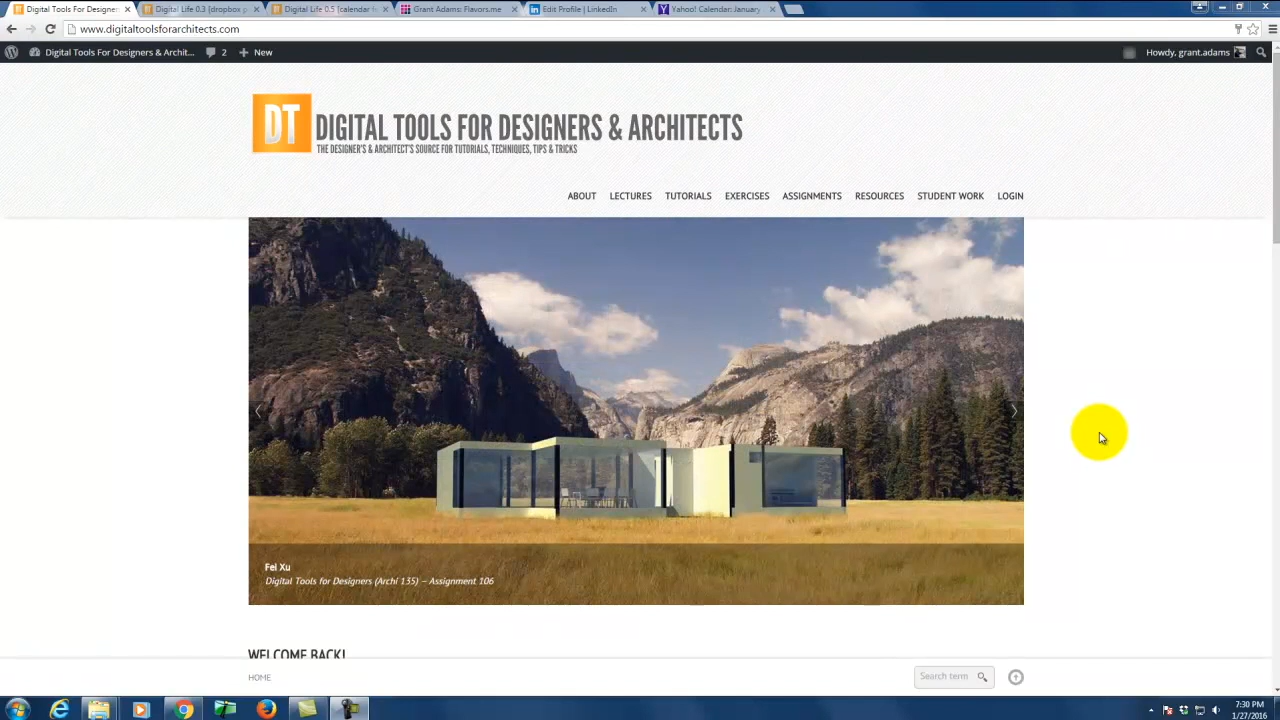 Digital Tools For Designer:
Digital Life 0.3 [dropbox p
Digital Life 0.5 [calendar f
Grant Adams: Flavors.me
Edit Profile | LinkedIn
Yahoo! Calendar: January
www.digitaltoolsforarchitects.com
Digital Tools For Designers & Archit... 2 New
Howdy, grant.adams
DT
DIGITAL TOOLS FOR DESIGNERS & ARCHITECTS
THE DESIGNER'S & ARCHITECT'S SOURCE FOR TUTORIALS, TECHNIQUES, TIPS & TRICKS
ABOUT LECTURES TUTORIALS EXERCISES ASSIGNMENTS RESOURCES STUDENT WORK LOGIN
Fei Xu
Digital Tools for Designers (Archi 135) – Assignment 106
WELCOME BACK!
HOME
Search term
7:30 PM
1/27/2016